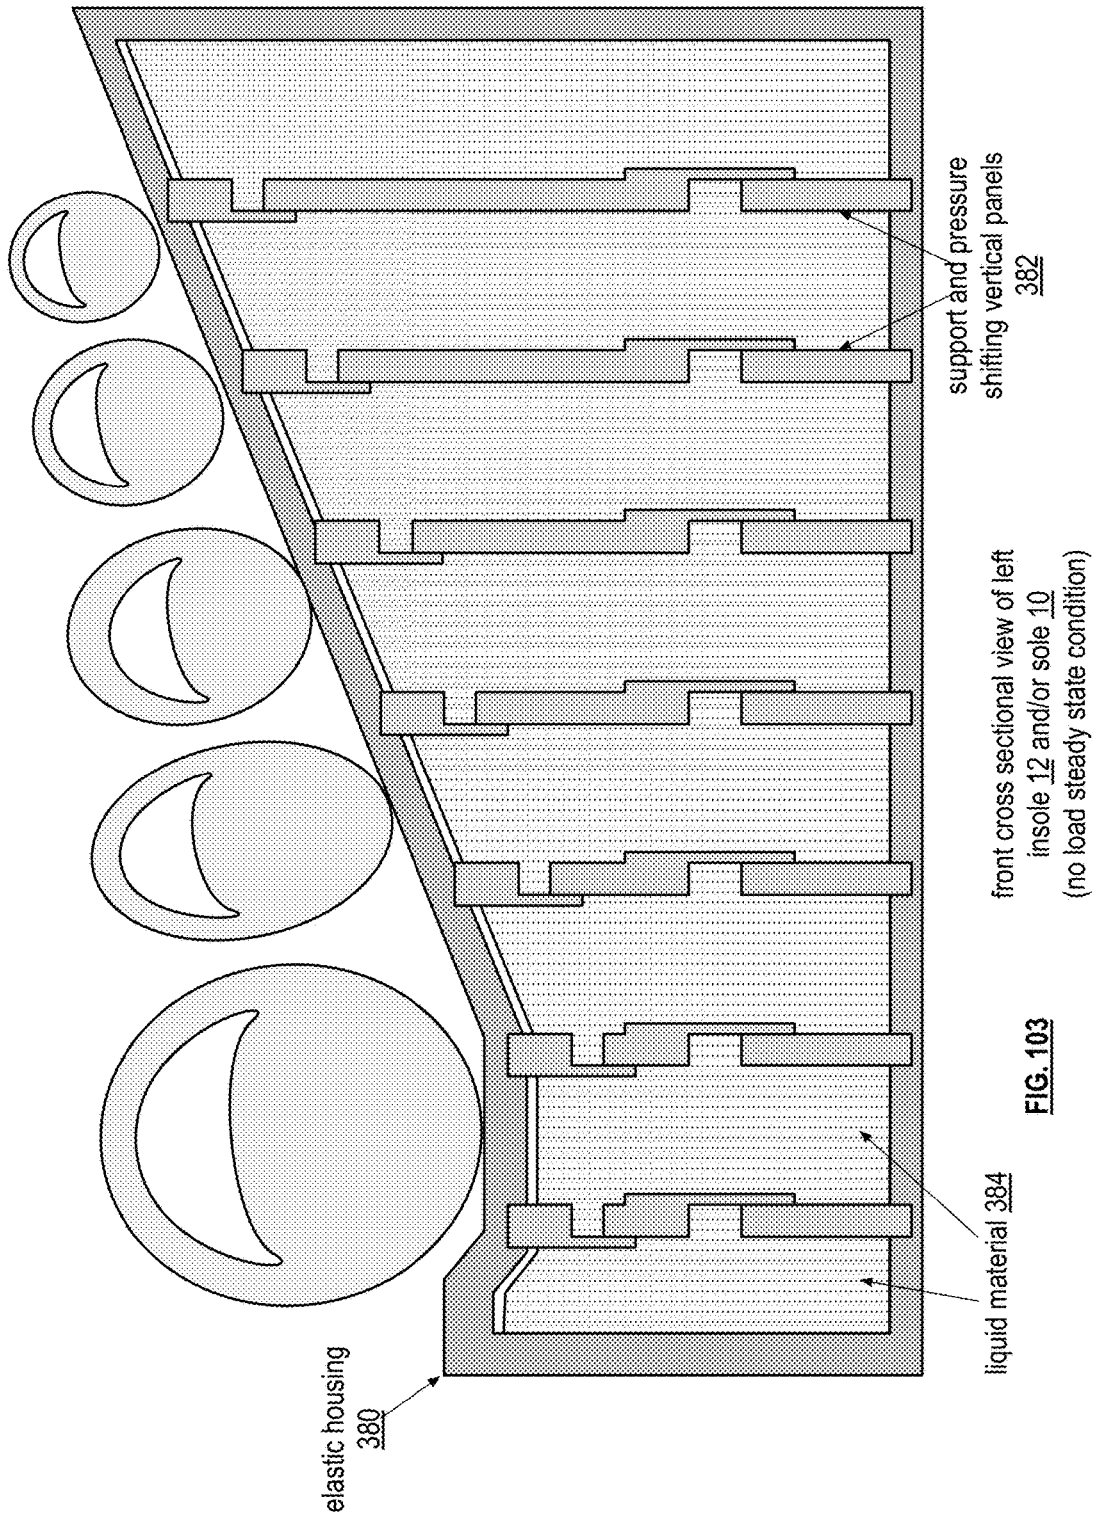 elastic housing
380
liquid material 384
FIG. 103
front cross sectional view of left
insole 12 and/or sole 10
(no load steady state condition)
support and pressure
shifting vertical panels
382